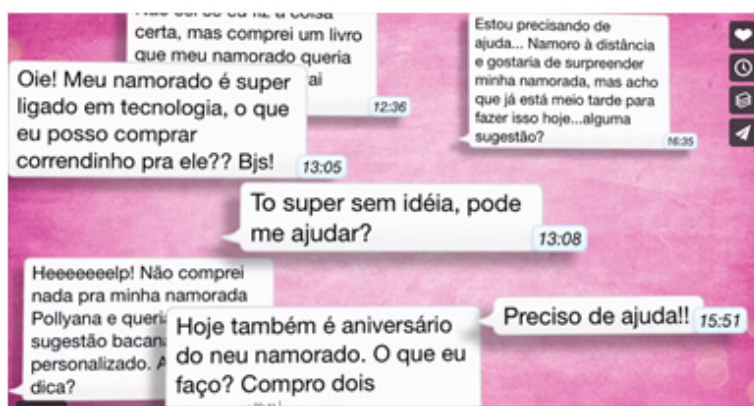 certa, mas comprei um livro
que meu namorado queria
12:36
Estou precisando de
ajuda... Namoro à distância
e gostaria de surpreender
minha namorada, mas acho
que já está meio tarde para
fazer isso hoje...alguma
sugestão?
16:35
Oie! Meu namorado é super
ligado em tecnologia, o que
eu posso comprar
correndinho pra ele?? Bjs!
13:05
To super sem idéia, pode
me ajudar?
13:08
Heeeeeeelp! Não comprei
nada pra minha namorada
Pollyana e
sugestão
personalizado.
dica?
Hoje também é aniversário
do neu namorado. O que eu
faço? Compro dois
Preciso de ajuda!!
15:51